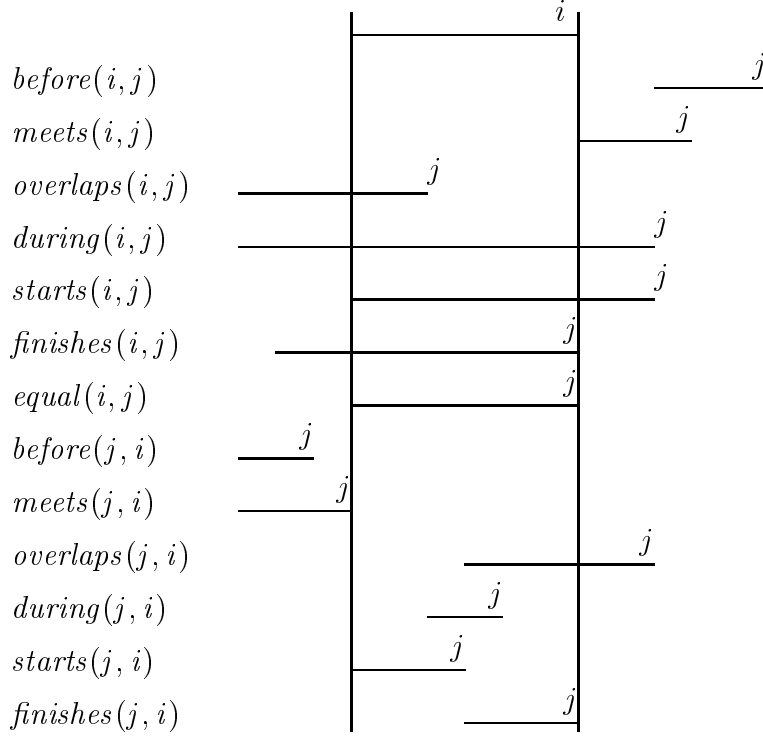 i
before(i, j) j
meets(i, j) j
overlaps(i, j) j
during(i, j) j
starts(i, j) j
finishes(i, j) j
equal(i, j) j
before(j, i) j
meets(j, i) j
overlaps(j, i) j
during(j, i) j
starts(j, i) j
finishes(j, i) j